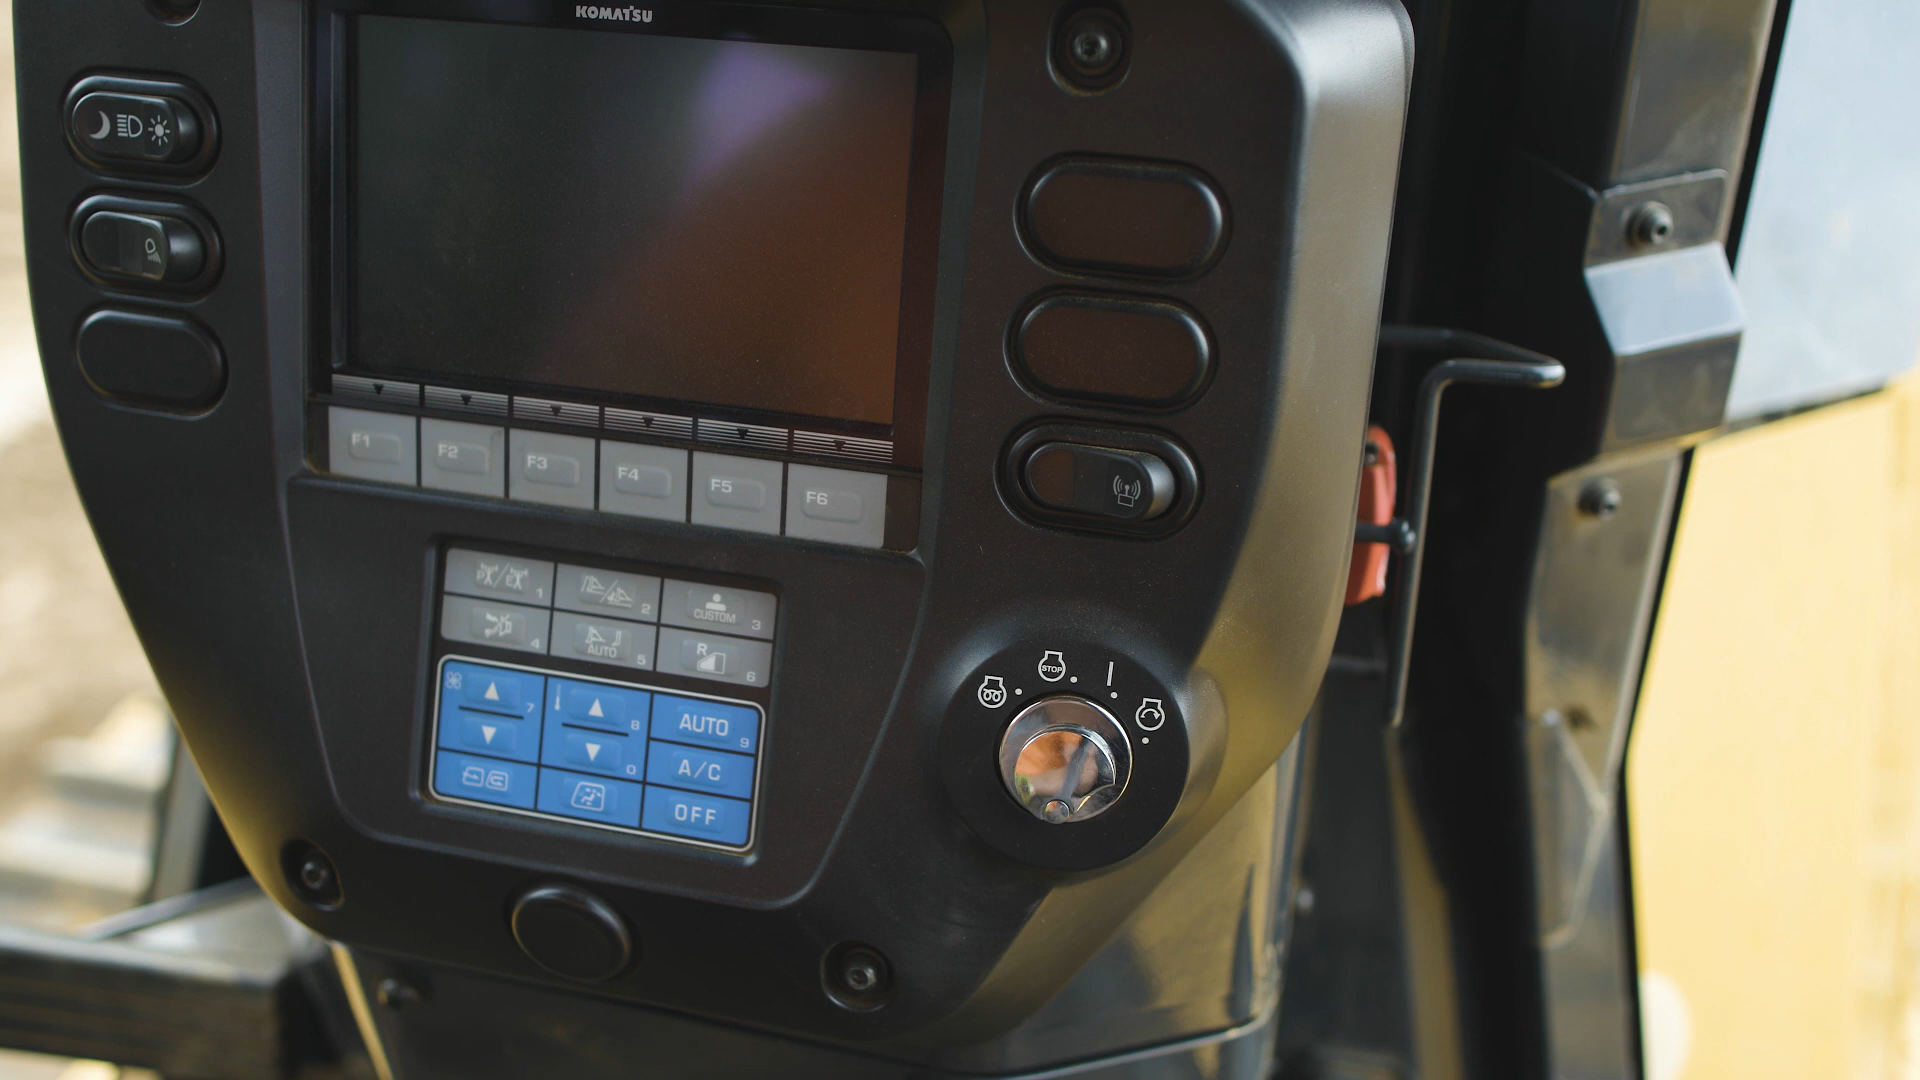 KOMATSU
F1
F2
F3
F4
F5
F6
PX/EX 1
2
CUSTOM 3
4
AUTO 5
R 6
7
8
AUTO 9
0
A/C
OFF
STOP